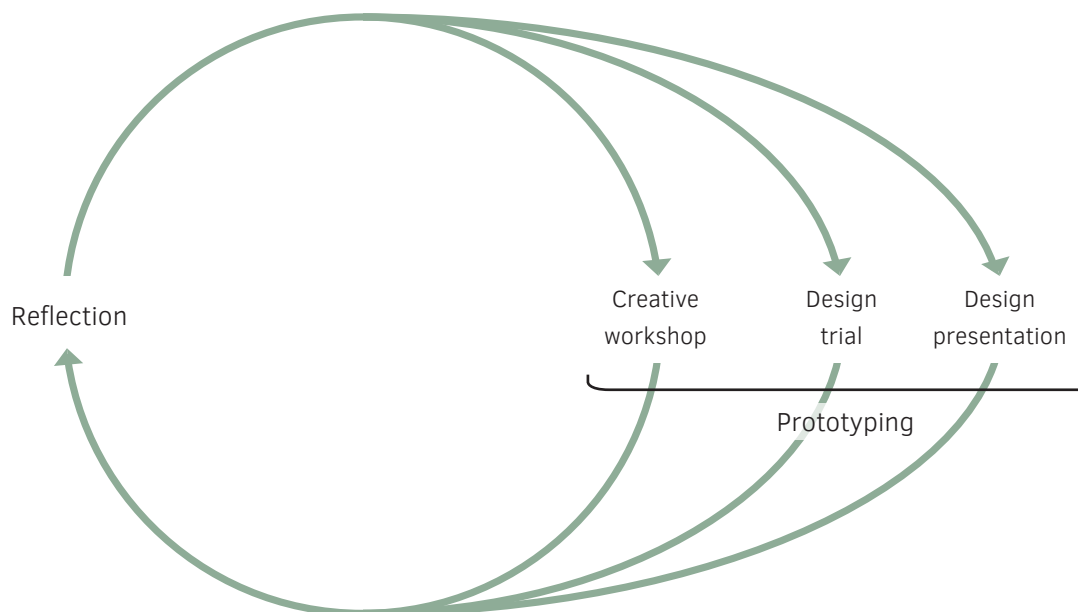 Reflection
Creative
workshop
Design
trial
Design
presentation
Prototyping